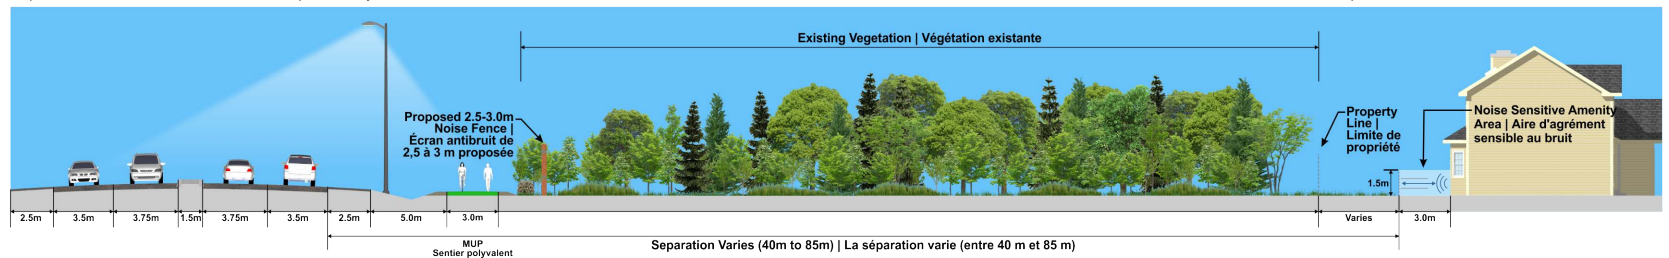 Existing Vegetation | Végétation existante
Proposed 2.5-3.0m
Noise Fence |
Écran antibruit de
2,5 à 3 m proposée
Property
Line |
Limite de
propriété
Noise Sensitive Amenity
Area | Aire d'agrément
sensible au bruit
1.5m
2.5m
3.5m
3.75m
1.5m
3.75m
3.5m
2.5m
5.0m
3.0m
Varies
3.0m
MUP
Sentier polyvalent
Separation Varies (40m to 85m) | La séparation varie (entre 40 m et 85 m)